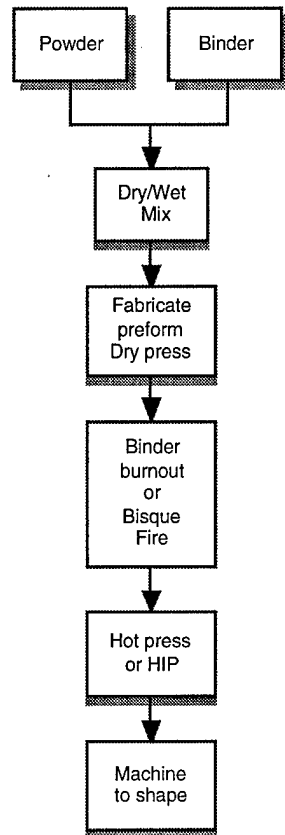 Powder
Binder
Dry/Wet
Mix
Fabricate
preform
Dry press
Binder
burnout
or
Bisque
Fire
Hot press
or HIP
Machine
to shape